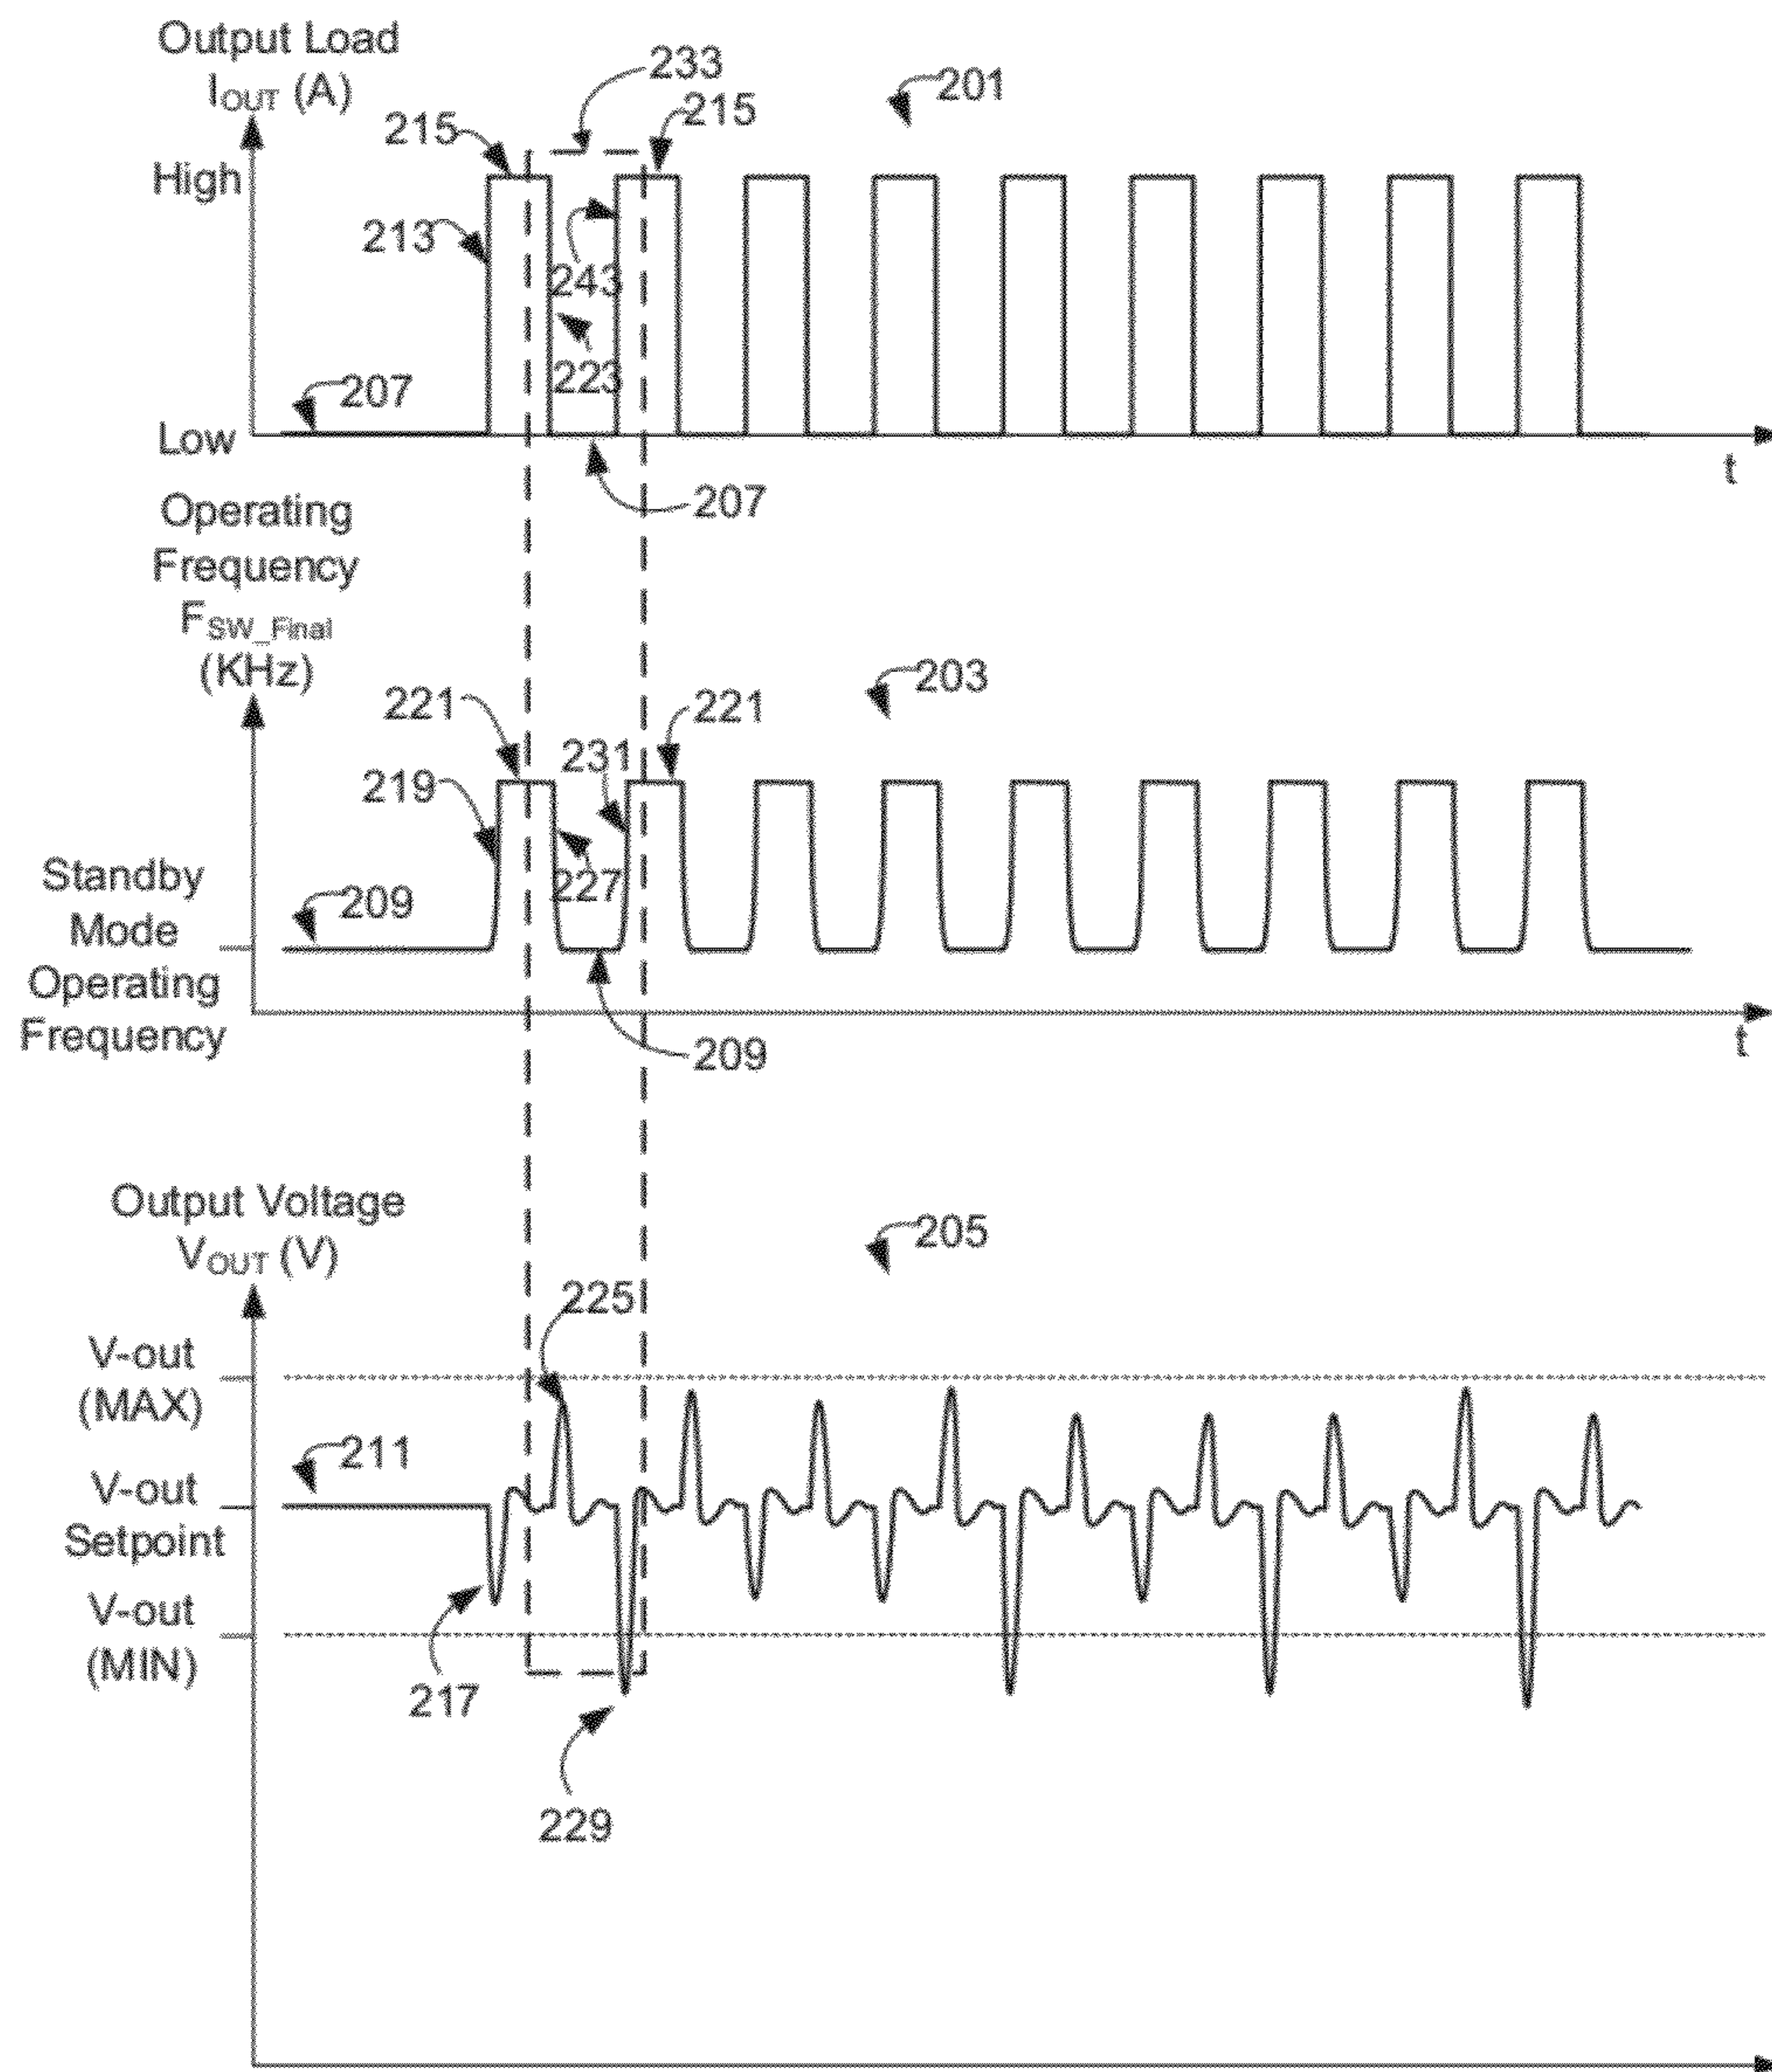 Output Load
IOUT (A)
233
201
215
215
High
213
243
223
207
Low
t
207
Operating
Frequency
FSW_Final
(KHz)
203
221
221
231
219
227
Standby
Mode
Operating
Frequency
209
209
t
Output Voltage
VOUT (V)
205
225
V-out
(MAX)
211
V-out
Setpoint
V-out
(MIN)
217
229